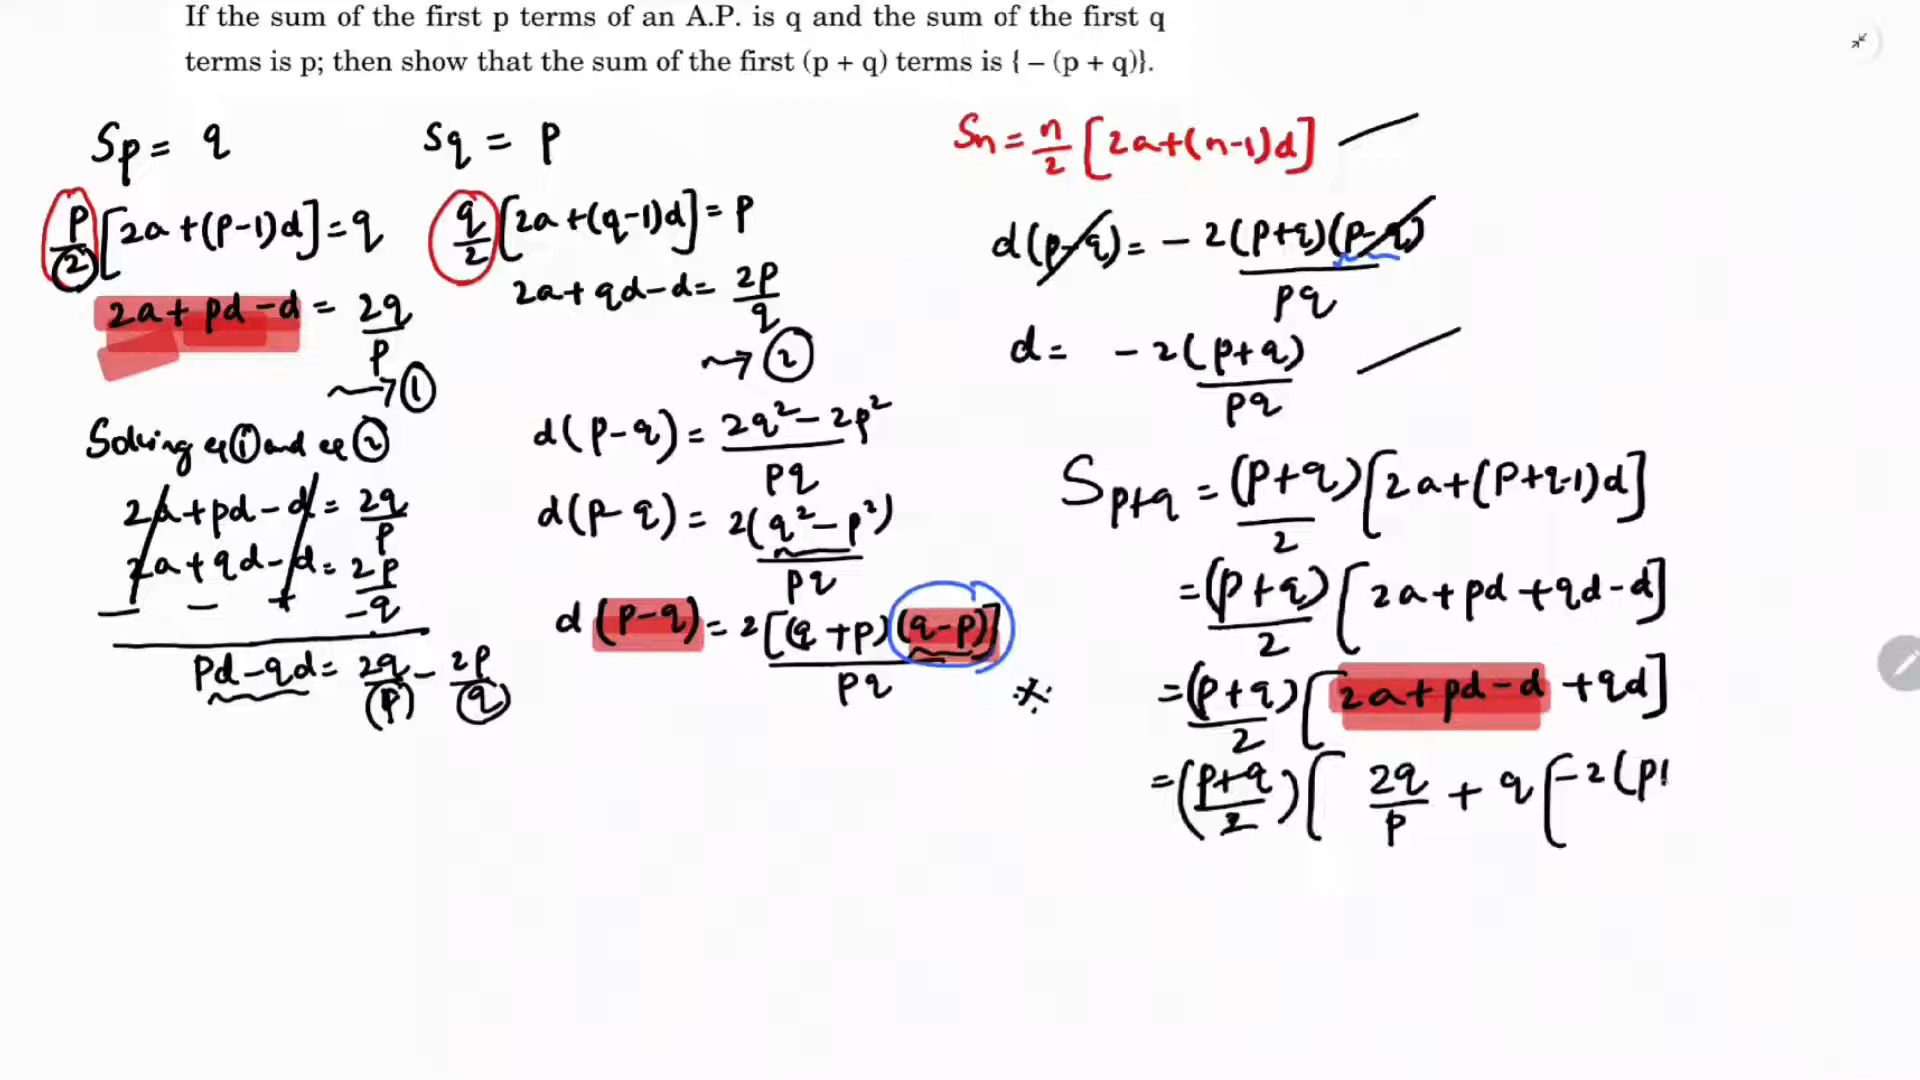 If the sum of the first p terms of an A.P. is q and the sum of the first q
terms is p; then show that the sum of the first (p + q) terms is { – (p + q)}.
Sp = q
p/2 [2a + (p-1)d] = q
2a + pd - d = 2q/p
→ ①
Solving eq ① and eq ②
2a + pd - d = 2q/p
2a + qd - d = 2p/q
— — + —
pd - qd = 2q/p - 2p/q
Sq = p
q/2 [2a + (q-1)d] = p
2a + qd - d = 2p/q
→ ②
d(p-q) = 2q² - 2p² / pq
d(p-q) = 2(q² - p²) / pq
d (p-q) = 2[(q+p)(q-p)] / pq
Sn = n/2 [2a + (n-1)d]
d(p-q) = -2(p+q)(p-q) / pq
d = -2(p+q) / pq
Sp+q = (p+q)/2 [2a + (p+q-1)d]
= (p+q)/2 [2a + pd + qd - d]
= (p+q)/2 [2a + pd - d + qd]
= (p+q/2) [2q/p + q [-2(p